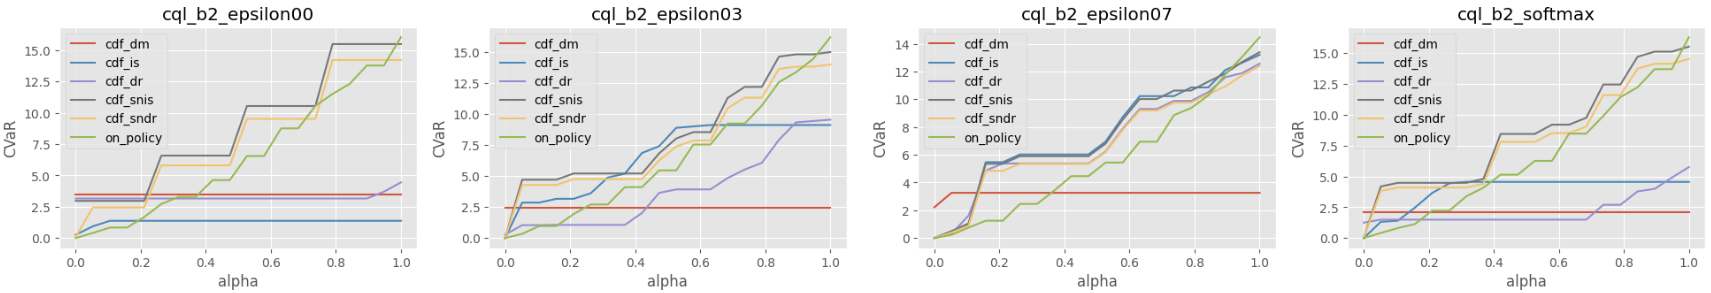 cql_b2_epsilon00
cdf_dm
cdf_is
cdf_dr
cdf_snis
cdf_sndr
on_policy
CVaR
15.0
12.5
10.0
7.5
5.0
2.5
0.0
0.0 0.2 0.4 0.6 0.8 1.0
alpha
cql_b2_epsilon03
cdf_dm
cdf_is
cdf_dr
cdf_snis
cdf_sndr
on_policy
CVaR
15.0
12.5
10.0
7.5
5.0
2.5
0.0
0.0 0.2 0.4 0.6 0.8 1.0
alpha
cql_b2_epsilon07
cdf_dm
cdf_is
cdf_dr
cdf_snis
cdf_sndr
on_policy
CVaR
14
12
10
8
6
4
2
0
0.0 0.2 0.4 0.6 0.8 1.0
alpha
cql_b2_softmax
cdf_dm
cdf_is
cdf_dr
cdf_snis
cdf_sndr
on_policy
CVaR
15.0
12.5
10.0
7.5
5.0
2.5
0.0
0.0 0.2 0.4 0.6 0.8 1.0
alpha